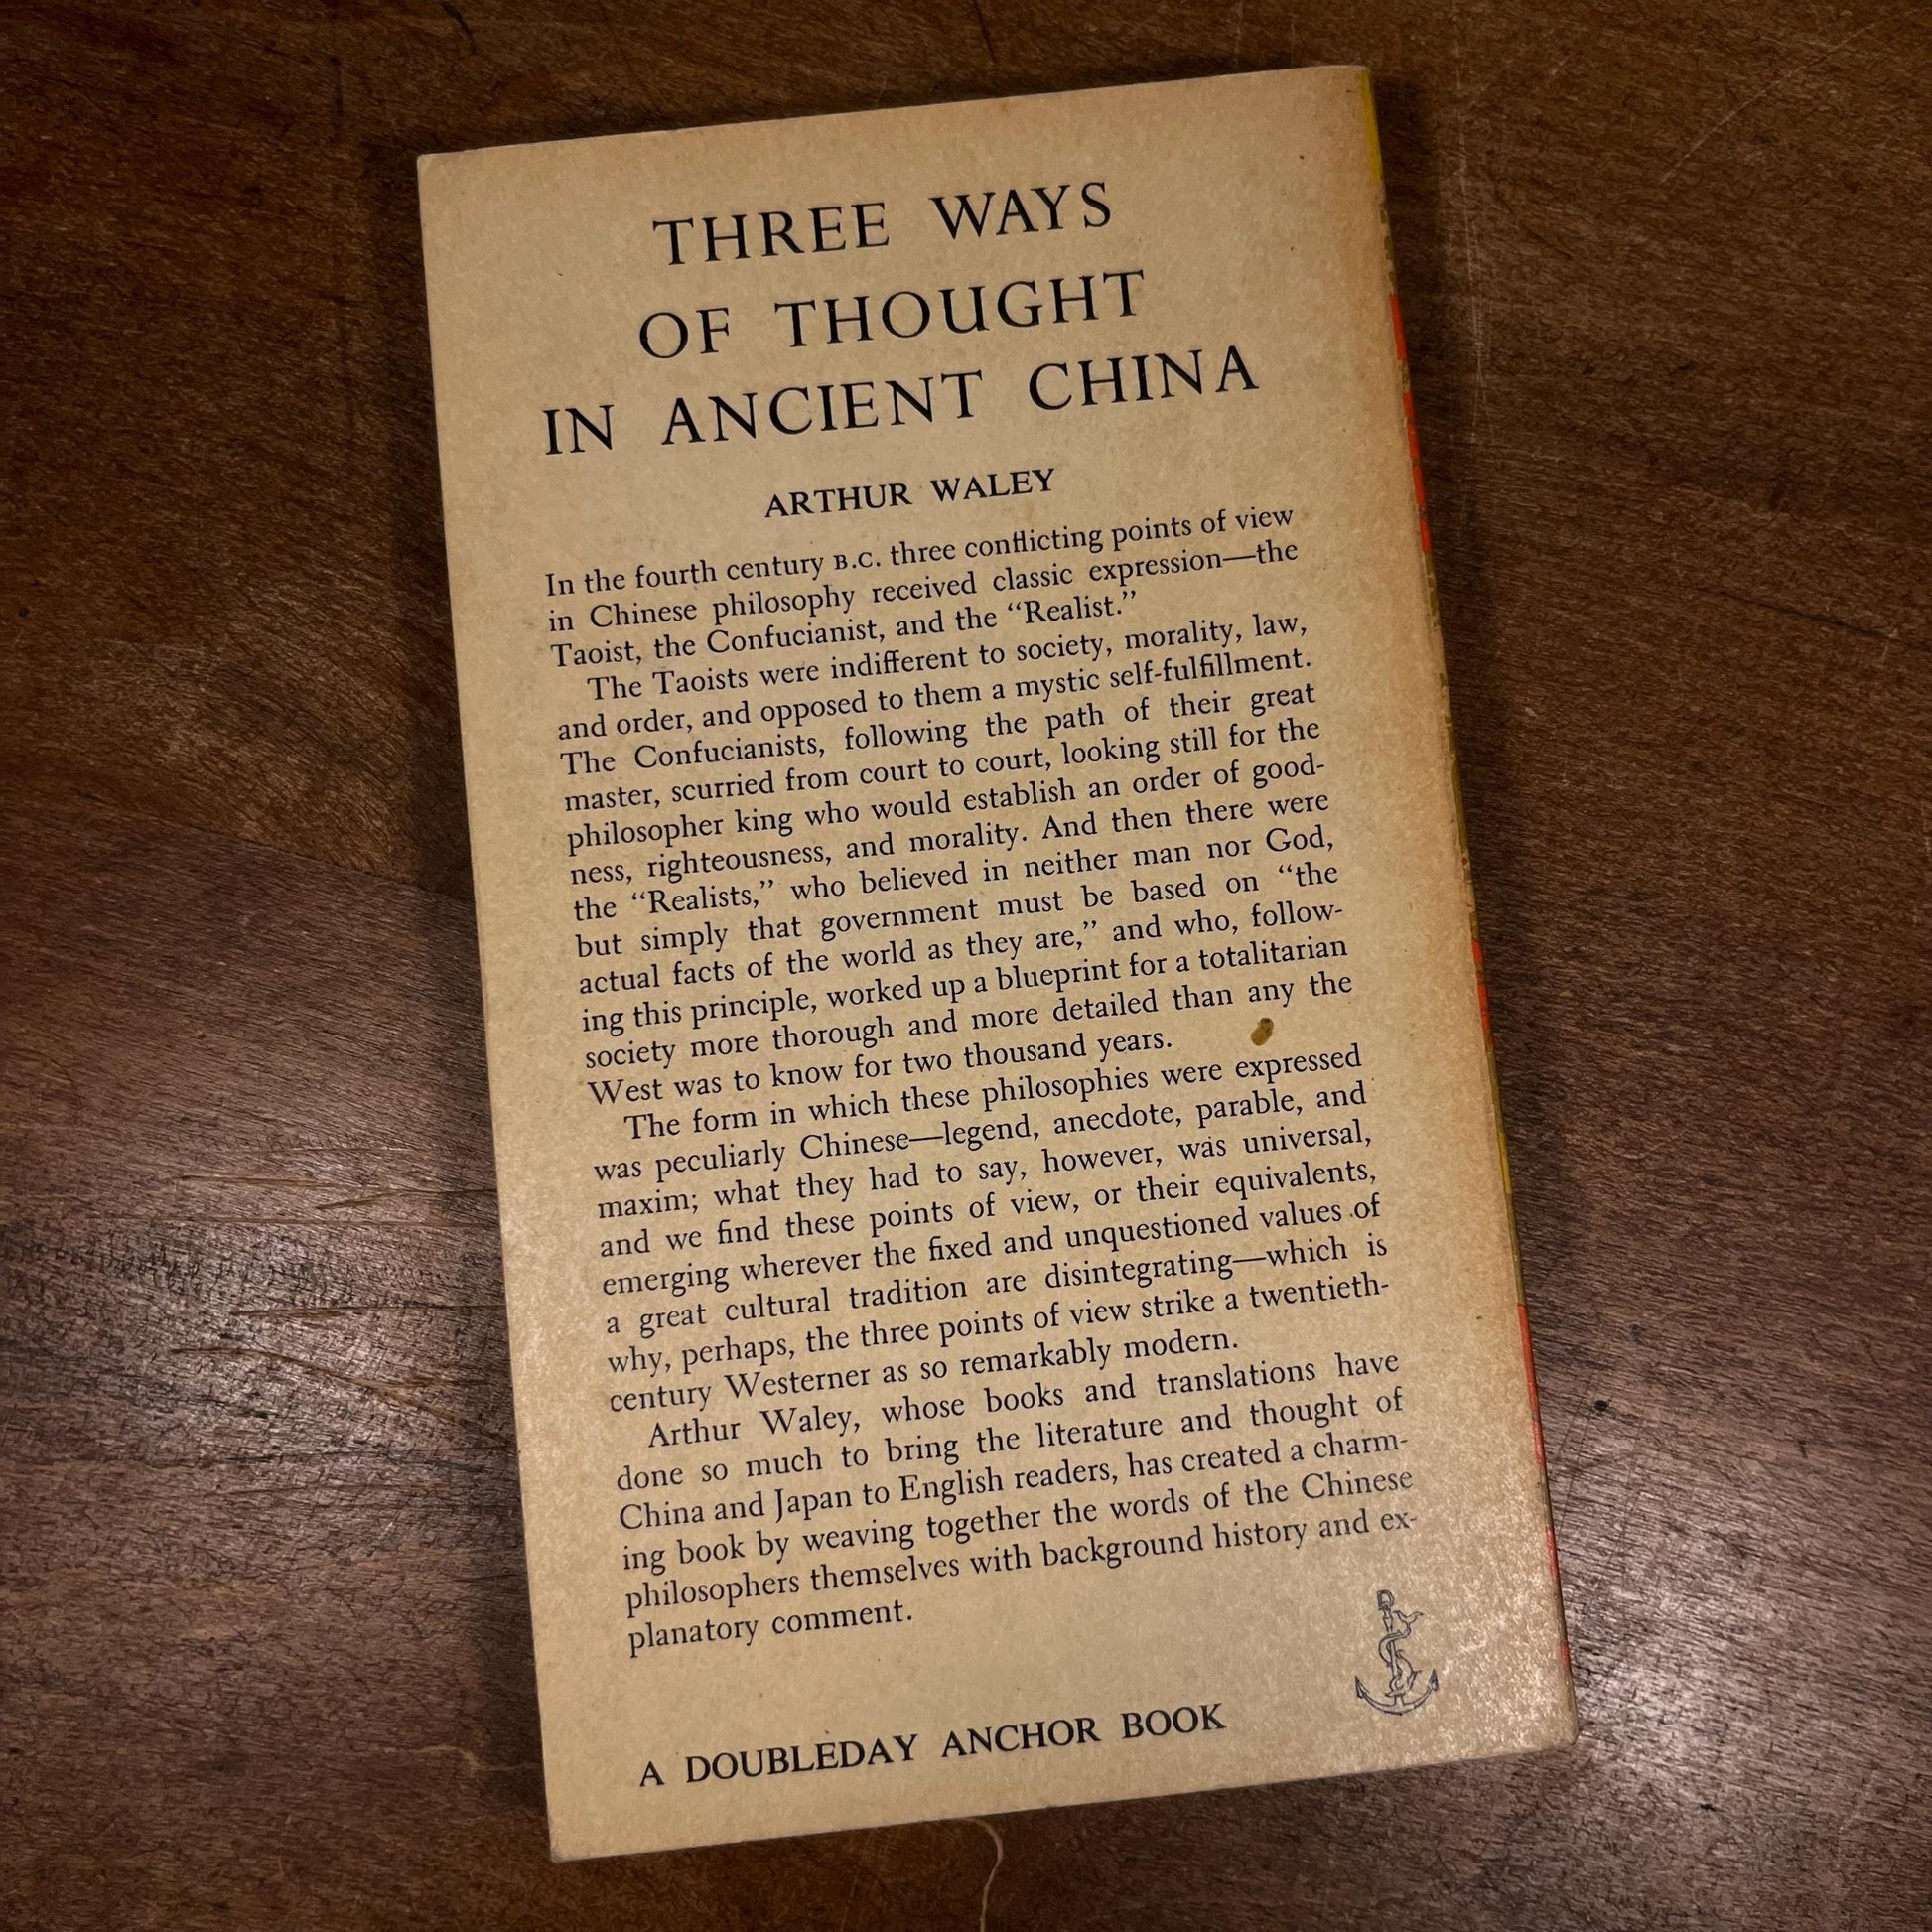 THREE WAYS
OF THOUGHT
IN ANCIENT CHINA
ARTHUR WALEY
In the fourth century B.C. three conflicting points of view
in Chinese philosophy received classic expression—the
Taoist, the Confucianist, and the “Realist.”
The Taoists were indifferent to society, morality, law,
and order, and opposed to them a mystic self-fulfillment.
The Confucianists, following the path of their great
master, scurried from court to court, looking still for the
philosopher king who would establish an order of good-
ness, righteousness, and morality. And then there were
the “Realists,” who believed in neither man nor God,
but simply that government must be based on “the
actual facts of the world as they are,” and who, follow-
ing this principle, worked up a blueprint for a totalitarian
society more thorough and more detailed than any the
West was to know for two thousand years.
The form in which these philosophies were expressed
was peculiarly Chinese—legend, anecdote, parable, and
maxim; what they had to say, however, was universal,
and we find these points of view, or their equivalents,
emerging wherever the fixed and unquestioned values of
a great cultural tradition are disintegrating—which is
why, perhaps, the three points of view strike a twentieth-
century Westerner as so remarkably modern.
Arthur Waley, whose books and translations have
done so much to bring the literature and thought of
China and Japan to English readers, has created a charm-
ing book by weaving together the words of the Chinese
philosophers themselves with background history and ex-
planatory comment.
A DOUBLEDAY ANCHOR BOOK